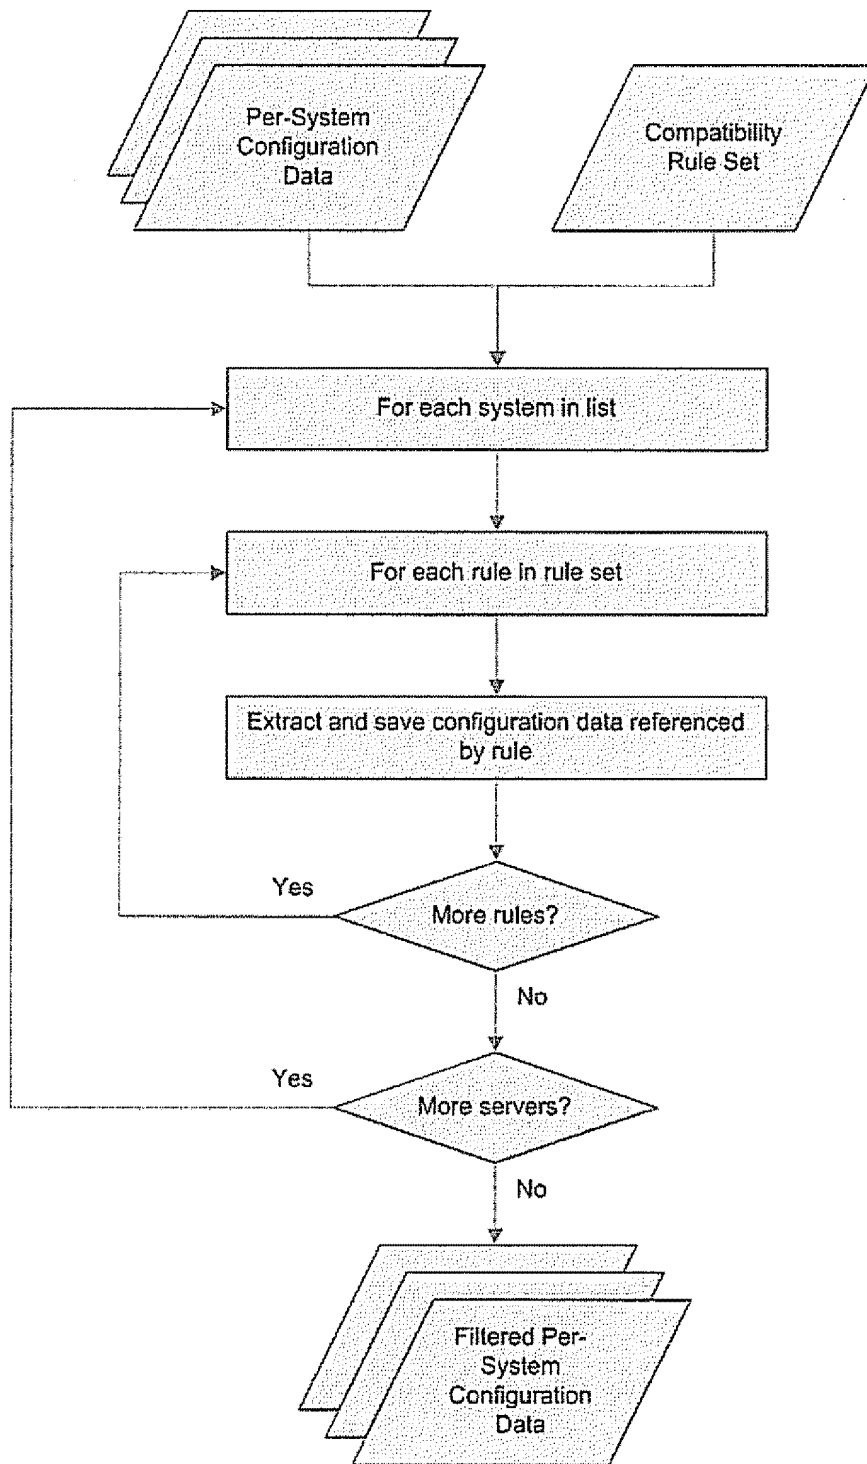 Per-System
Configuration
Data
Compatibility
Rule Set
For each system in list
For each rule in rule set
Extract and save configuration data referenced
by rule
Yes
More rules?
No
Yes
More servers?
No
Filtered Per-
System
Configuration
Data